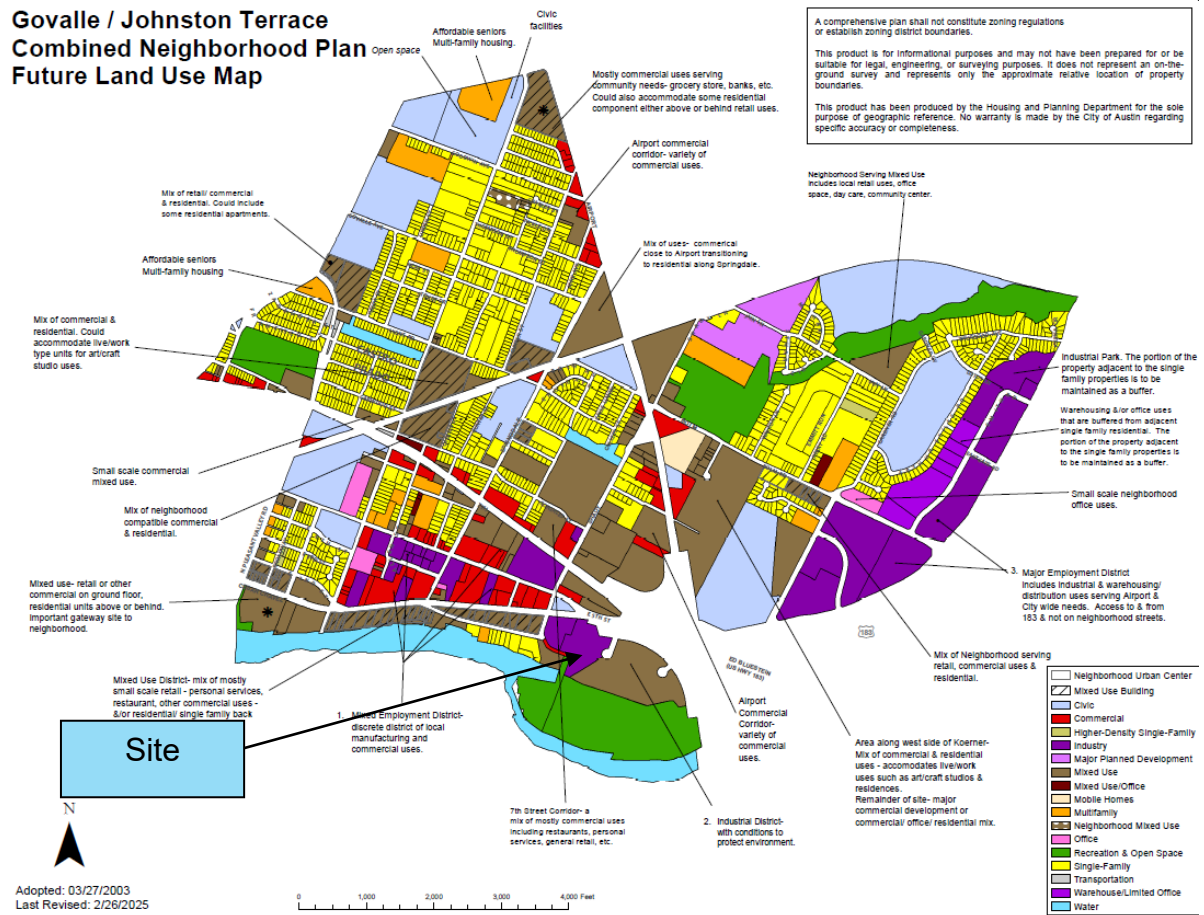 Govalle / Johnston Terrace
Combined Neighborhood Plan
Future Land Use Map
A comprehensive plan shall not constitute zoning regulations
or establish zoning district boundaries.
This product is for informational purposes and may not have been prepared for or be
suitable for legal, engineering, or surveying purposes. It does not represent an on-the-
ground survey and represents only the approximate relative location of property
boundaries.
This product has been produced by the Housing and Planning Department for the sole
purpose of geographic reference. No warranty is made by the City of Austin regarding
specific accuracy or completeness.
Open space
Affordable seniors
Multi-family housing.
Civic
facilities
Mostly commercial uses serving
community needs- grocery store, banks, etc.
Could also accommodate some residential
component either above or behind retail uses.
Airport commercial
corridor- variety of
commercial uses.
Neighborhood Serving Mixed Use
includes local retail uses, office
space, day care, community center.
Mix of retail/ commercial
& residential. Could include
some residential apartments.
Mix of uses- commerical
close to Airport transitioning
to residential along Springdale.
Affordable seniors
Multi-family housing
Mix of commercial &
residential. Could
accommodate live/work
type units for art/craft
studio uses.
Industrial Park. The portion of the
property adjacent to the single
family properties is to be
maintained as a buffer.
Warehousing &/or office uses
that are buffered from adjacent
single family residential. The
portion of the property adjacent
to the single family properties is
to be maintained as a buffer.
Small scale commercial
mixed use.
Small scale neighborhood
office uses.
Mix of neighborhood
compatible commercial
& residential.
N PLEASANT VALLEY RD
AIRPORT
E 5TH ST
Mixed use- retail or other
commercial on ground floor,
residential units above or behind.
Important gateway site to
neighborhood.
3. Major Employment District
includes industrial & warehousing/
distribution uses serving Airport &
City wide needs. Access to & from
183 & not on neighborhood streets.
183
ED BLUESTEIN
(US HWY 183)
Mix of Neighborhood serving
retail, commercial uses &
residential.
Mixed Use District- mix of mostly
small scale retail - personal services,
restaurant, other commercial uses -
&/or residential/ single family back
1. Mixed Employment District-
discrete district of local
manufacturing and
commercial uses.
Airport
Commercial
Corridor-
variety of
commercial
uses.
Area along west side of Koerner-
Mix of commercial & residential
uses - accomodates live/work
uses such as art/craft studios &
residences.
Remainder of site- major
commercial development or
commercial/ office/ residential mix.
7th Street Corridor- a
mix of mostly commercial uses
including restaurants, personal
services, general retail, etc.
2. Industrial District-
with conditions to
protect environment.
Site
N
Neighborhood Urban Center
Mixed Use Building
Civic
Commercial
Higher-Density Single-Family
Industry
Major Planned Development
Mixed Use
Mixed Use/Office
Mobile Homes
Multifamily
Neighborhood Mixed Use
Office
Recreation & Open Space
Single-Family
Transportation
Warehouse/Limited Office
Water
Adopted: 03/27/2003
Last Revised: 2/26/2025
0 1,000 2,000 3,000 4,000 Feet